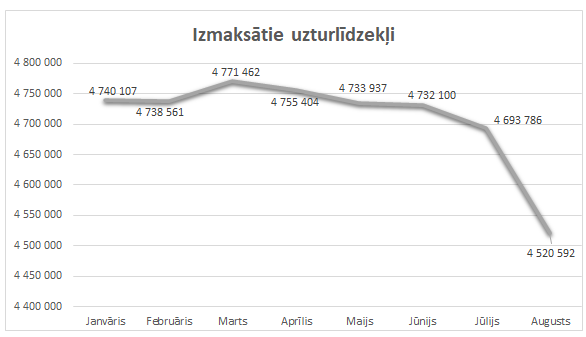 Izmaksātie uzturlīdzekļi
4 800 000
4 750 000
4 700 000
4 650 000
4 600 000
4 550 000
4 500 000
4 450 000
4 400 000
4 740 107
4 738 561
4 771 462
4 755 404
4 733 937
4 732 100
4 693 786
4 520 592
Janvāris Februāris Marts Aprīlis Maijs Jūnijs Jūlijs Augusts